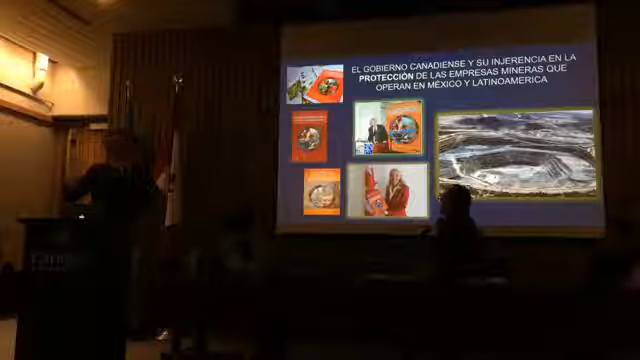 EL GOBIERNO CANADIENSE Y SU INJERENCIA EN LA
PROTECCIÓN DE LAS EMPRESAS MINERAS QUE
OPERAN EN MÉXICO Y LATINOAMERICA